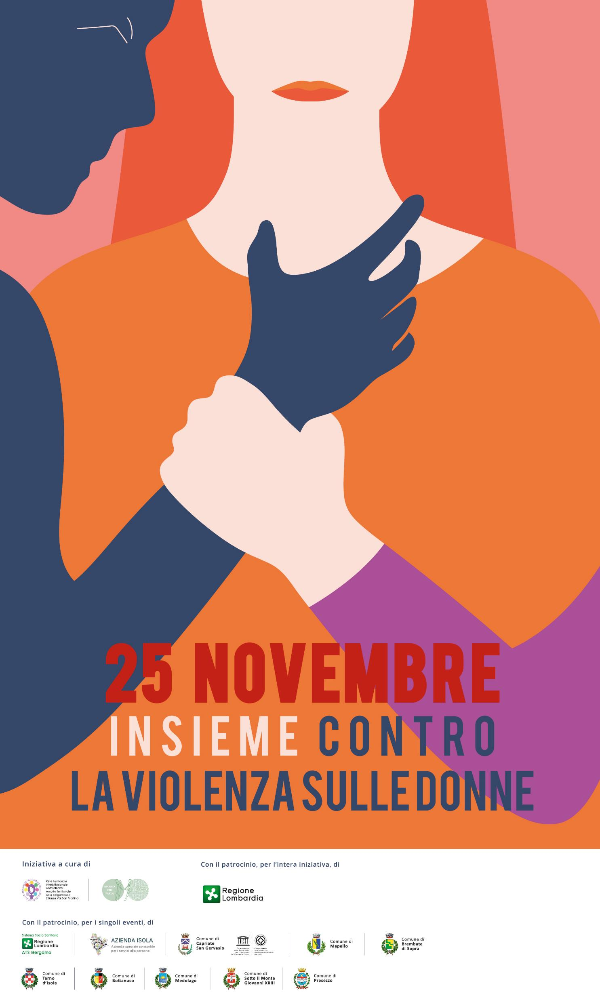 25 NOVEMBRE
INSIEME CONTRO
LA VIOLENZA SULLE DONNE
Iniziativa a cura di
Con il patrocinio, per l'intera iniziativa, di
Rete Territoriale
Interistituzionale
Antiviolenza
Ambito Territoriale
Isola Bergamasca
E Bassa Val San Martino
ASCOLTA
CHI
PARLA
Regione
Lombardia
Con il patrocinio, per i singoli eventi, di
Sistema Socio Sanitario
Regione
Lombardia
ATS Bergamo
AZIENDA ISOLA
Azienda speciale consortile
per i servizi alla persona
Comune di
Capriate
San Gervasio
Comune di
Mapello
Comune di
Brembate
di Sopra
Comune di
Terno
d'Isola
Comune di
Bottanuco
Comune di
Medolago
Comune di
Sotto il Monte
Giovanni XXIII
Comune di
Presezzo